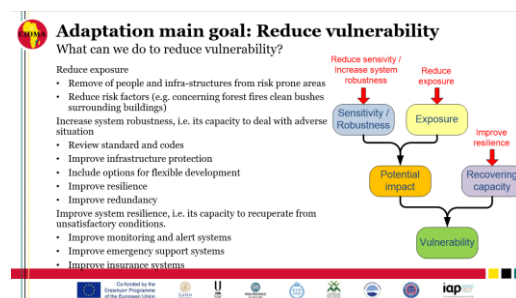 CIDMA
Adaptation main goal: Reduce vulnerability
What can we do to reduce vulnerability?
Reduce exposure
• Remove of people and infra-structures from risk prone areas
• Reduce risk factors (e.g. concerning forest fires clean bushes
surrounding buildings)
Increase system robustness, i.e. its capacity to deal with adverse
situation
• Review standard and codes
• Improve infrastructure protection
• Include options for flexible development
• Improve resilience
• Improve redundancy
Improve system resilience, i.e. its capacity to recuperate from
unsatisfactory conditions.
• Improve monitoring and alert systems
• Improve emergency support systems
• Improve insurance systems
Reduce sensivity /
Increase system
robustness
Reduce
exposure
Sensitivity /
Robustness
Exposure
Improve
resilience
Potential
impact
Recovering
capacity
Vulnerability
Co-funded by the
Erasmus+ Programme
of the European Union
iap